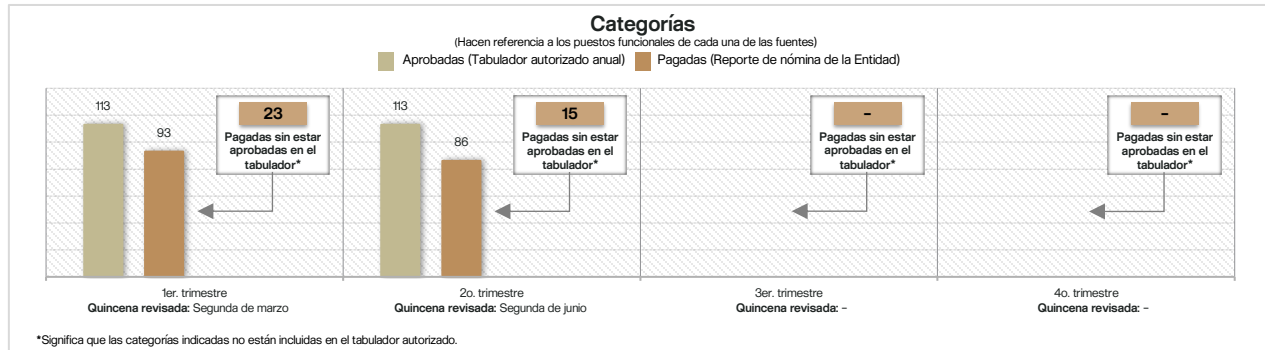 Categorías
(Hacen referencia a los puestos funcionales de cada una de las fuentes)
Aprobadas (Tabulador autorizado anual) Pagadas (Reporte de nómina de la Entidad)
113
93
23
Pagadas sin estar
aprobadas en el
tabulador*
113
86
15
Pagadas sin estar
aprobadas en el
tabulador*
–
Pagadas sin estar
aprobadas en el
tabulador*
–
Pagadas sin estar
aprobadas en el
tabulador*
1er. trimestre
Quincena revisada: Segunda de marzo
2o. trimestre
Quincena revisada: Segunda de junio
3er. trimestre
Quincena revisada: –
4o. trimestre
Quincena revisada: –
*Significa que las categorías indicadas no están incluidas en el tabulador autorizado.